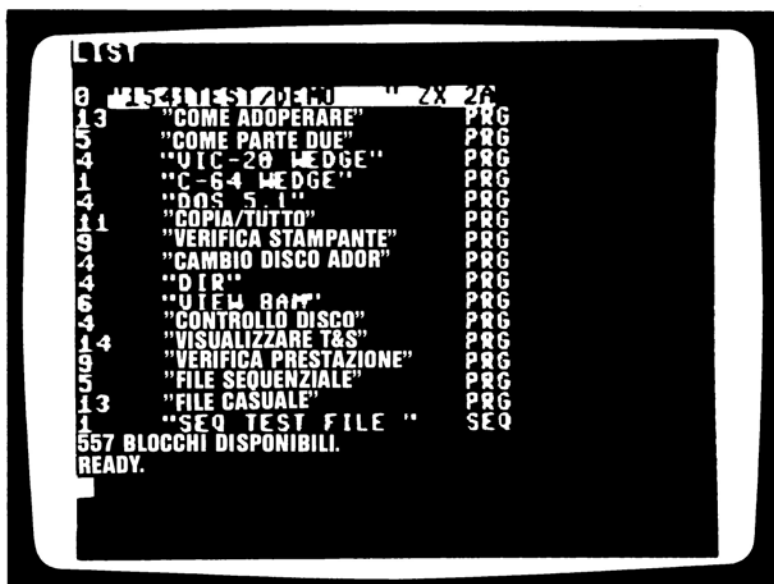 LIST
0 "1541TEST/DEMO    " ZX 2A
13 "COME ADOPERARE" PRG
5 "COME PARTE DUE" PRG
4 "VIC-20 WEDGE" PRG
1 "C-64 WEDGE" PRG
4 "DOS 5.1" PRG
11 "COPIA/TUTTO" PRG
9 "VERIFICA STAMPANTE" PRG
4 "CAMBIO DISCO ADOR" PRG
4 "DIR" PRG
6 "VIEW BAM" PRG
4 "CONTROLLO DISCO" PRG
14 "VISUALIZZARE T&S" PRG
9 "VERIFICA PRESTAZIONE" PRG
5 "FILE SEQUENZIALE" PRG
13 "FILE CASUALE" PRG
1 "SEQ TEST FILE " SEQ
557 BLOCCHI DISPONIBILI.
READY.